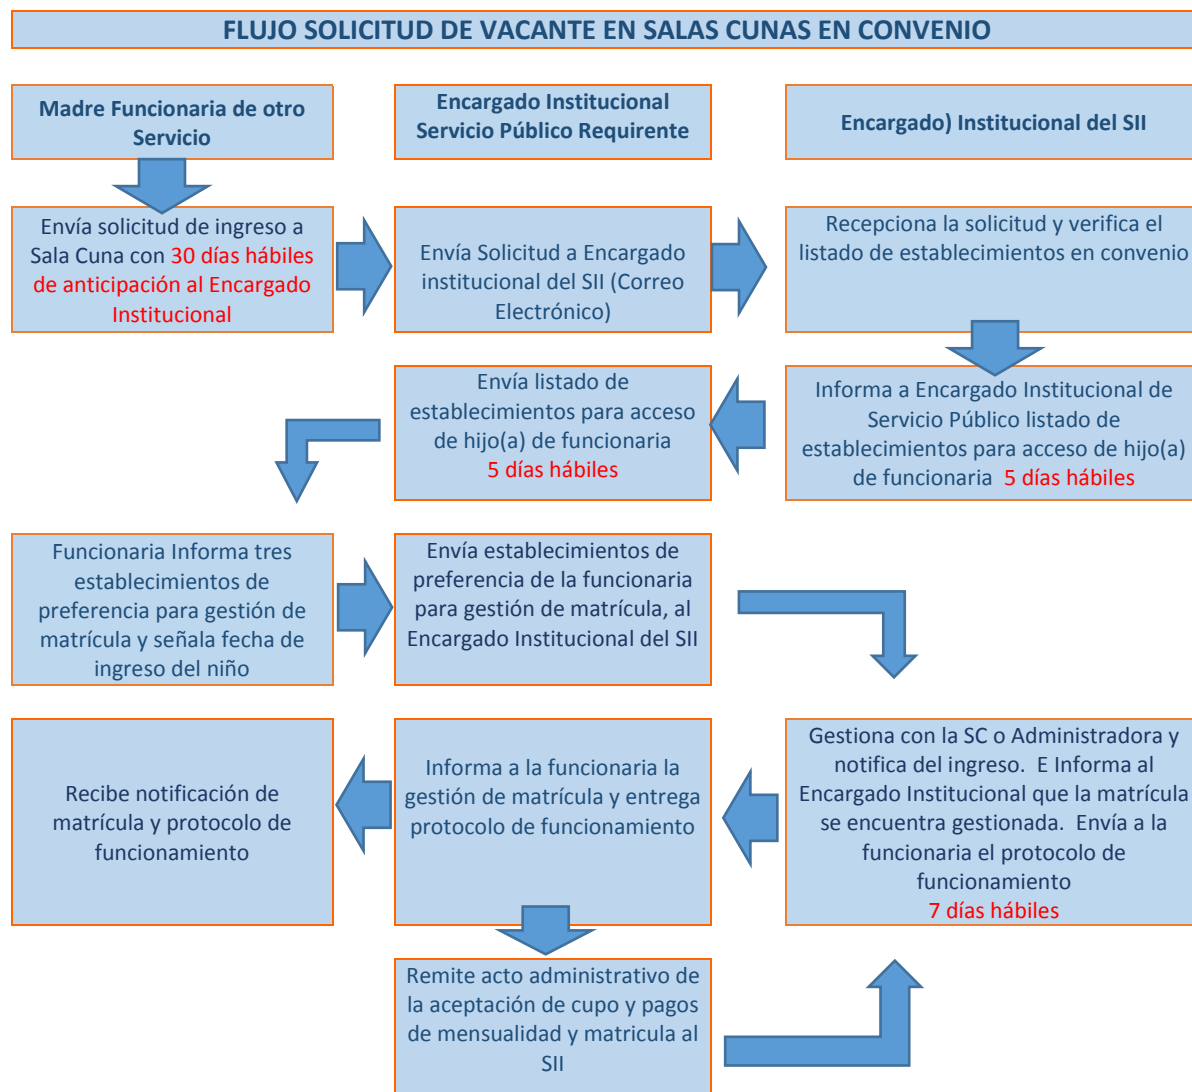 FLUJO SOLICITUD DE VACANTE EN SALAS CUNAS EN CONVENIO
Madre Funcionaria de otro
Servicio
Encargado Institucional
Servicio Público Requirente
Encargado) Institucional del SII
Envía solicitud de ingreso a
Sala Cuna con 30 días hábiles
de anticipación al Encargado
Institucional
Envía Solicitud a Encargado
institucional del SII (Correo
Electrónico)
Recepciona la solicitud y verifica el
listado de establecimientos en convenio
Envía listado de
establecimientos para acceso
de hijo(a) de funcionaria
5 días hábiles
Informa a Encargado Institucional de
Servicio Público listado de
establecimientos para acceso de hijo(a)
de funcionaria 5 días hábiles
Funcionaria Informa tres
establecimientos de
preferencia para gestión de
matrícula y señala fecha de
ingreso del niño
Envía establecimientos de
preferencia de la funcionaria
para gestión de matrícula, al
Encargado Institucional del SII
Recibe notificación de
matrícula y protocolo de
funcionamiento
Informa a la funcionaria la
gestión de matrícula y entrega
protocolo de funcionamiento
Gestiona con la SC o Administradora y
notifica del ingreso. E Informa al
Encargado Institucional que la matrícula
se encuentra gestionada. Envía a la
funcionaria el protocolo de
funcionamiento
7 días hábiles
Remite acto administrativo de
la aceptación de cupo y pagos
de mensualidad y matricula al
SII